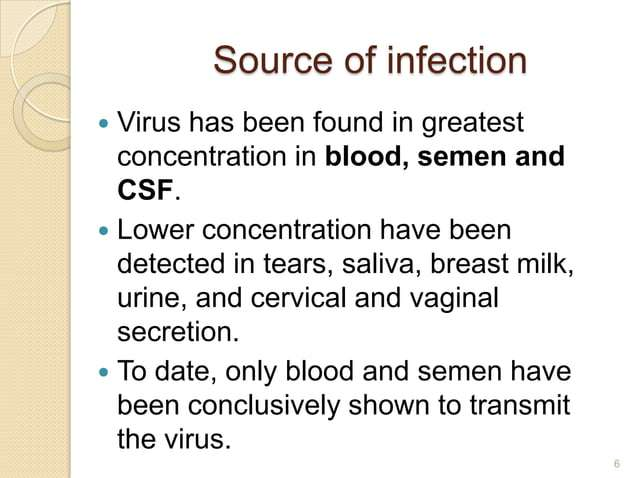 Source of infection
• Virus has been found in greatest
concentration in blood, semen and
CSF.
• Lower concentration have been
detected in tears, saliva, breast milk,
urine, and cervical and vaginal
secretion.
• To date, only blood and semen have
been conclusively shown to transmit
the virus.
6